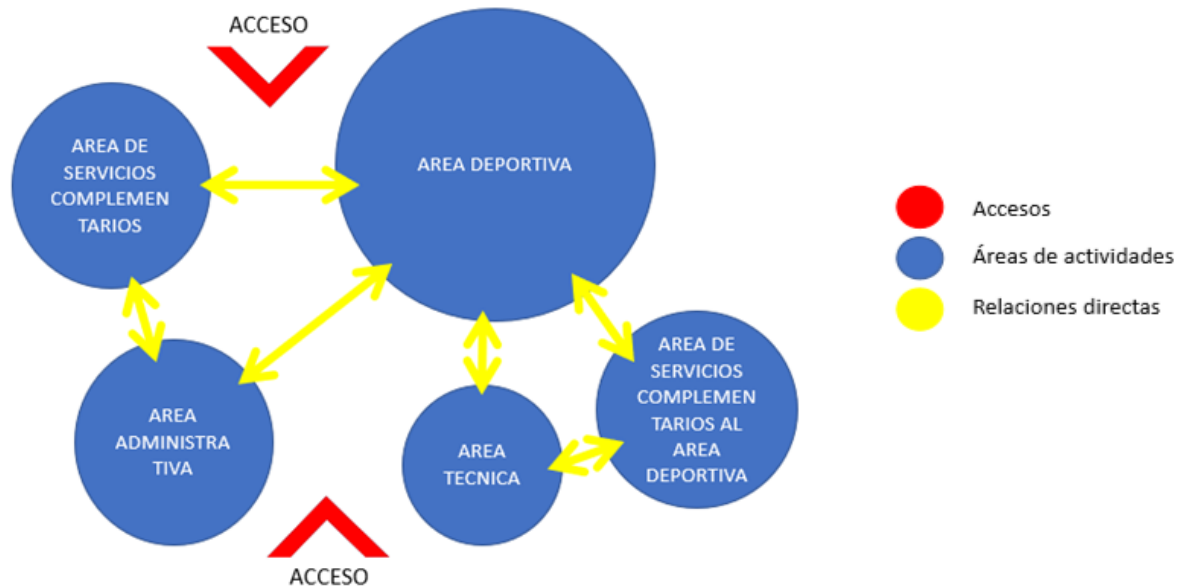 ACCESO
AREA DE
SERVICIOS
COMPLEMEN
TARIOS
AREA DEPORTIVA
AREA
ADMINISTRA
TIVA
AREA
TECNICA
AREA DE
SERVICIOS
COMPLEMEN
TARIOS AL
AREA
DEPORTIVA
ACCESO
Accesos
Áreas de actividades
Relaciones directas